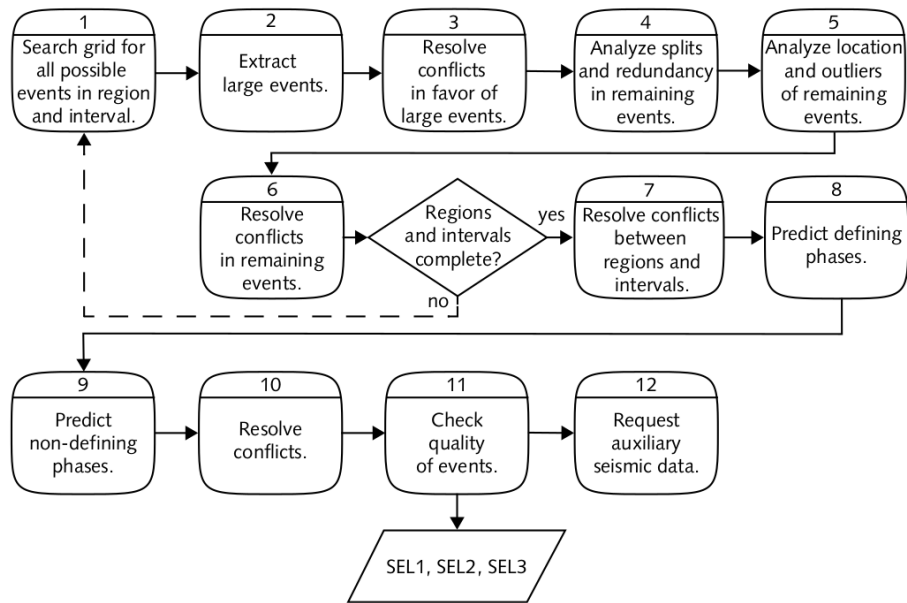 1
Search grid for
all possible
events in region
and interval.
2
Extract
large events.
3
Resolve
conflicts
in favor of
large events.
4
Analyze splits
and redundancy
in remaining
events.
5
Analyze location
and outliers
of remaining
events.
6
Resolve
conflicts
in remaining
events.
Regions
and intervals
complete?
yes
no
7
Resolve conflicts
between
regions and
intervals.
8
Predict defining
phases.
9
Predict
non-defining
phases.
10
Resolve
conflicts.
11
Check
quality
of events.
12
Request
auxiliary
seismic data.
SEL1, SEL2, SEL3